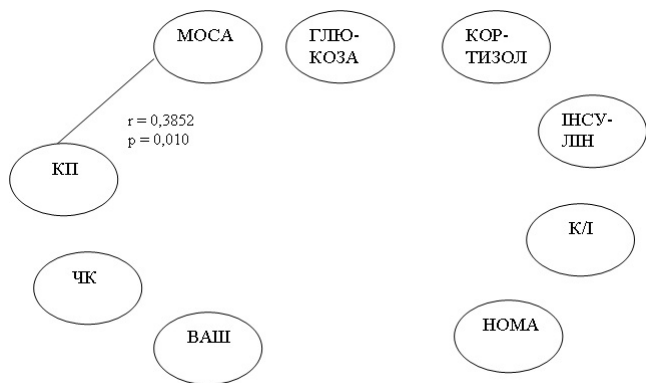 МОСА
ГЛЮ-
КОЗА
КОР-
ТИЗОЛ
r = 0,3852
p = 0,010
ІНСУ-
ЛІН
КП
К/І
ЧК
ВАШ
НОМА